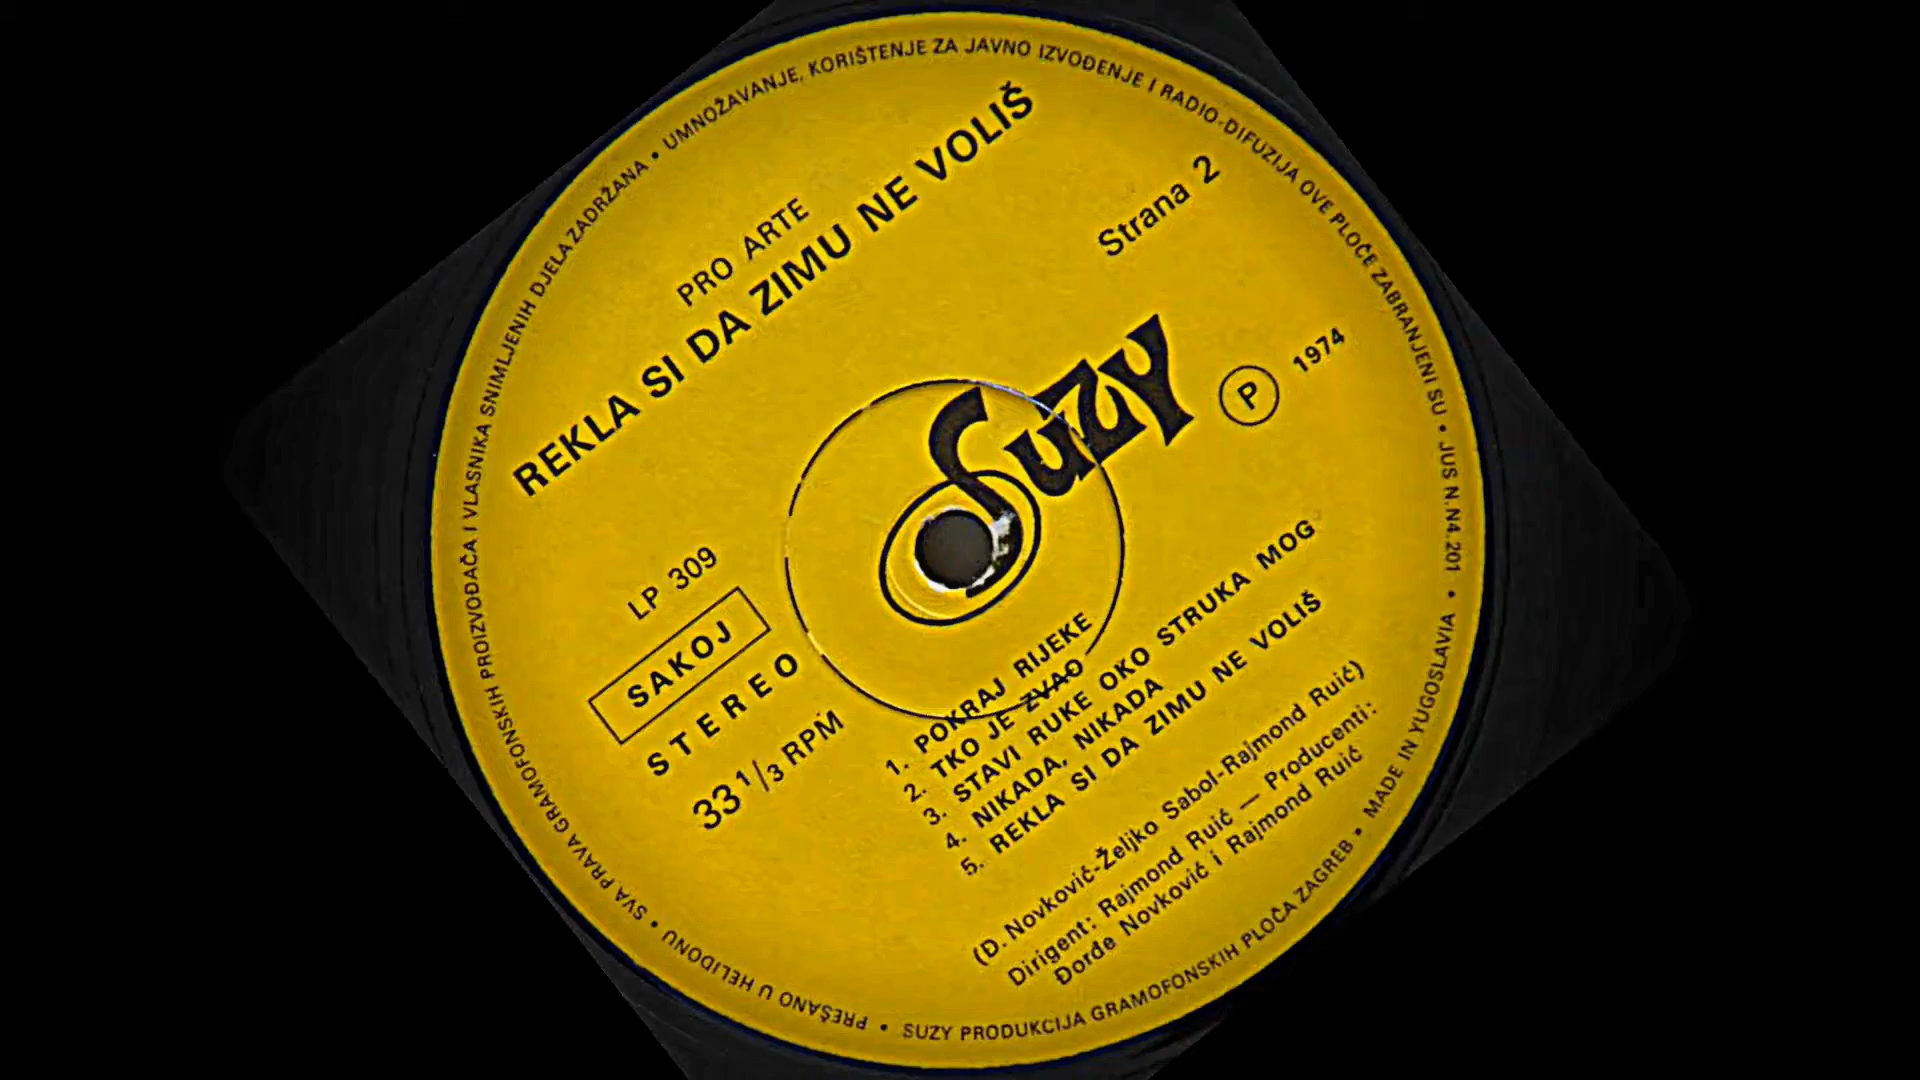 PRO ARTE
REKLA SI DA ZIMU NE VOLIŠ
Strana 2
Suzy
P 1974
LP 309
SAKOJ
STEREO
33 1/3 RPM
1. POKRAJ RIJEKE
2. TKO JE ZVAO
3. STAVI RUKE OKO STRUKA MOG
4. NIKADA, NIKADA
5. REKLA SI DA ZIMU NE VOLIŠ
(D. Novković-Željko Sabol-Rajmond Ruić)
Dirigent: Rajmond Ruić — Producenti:
Đorđe Novković i Rajmond Ruić
SVA PRAVA GRAMOFONSKIH PROIZVOĐAČA I VLASNIKA SNIMLJENIH DJELA ZADRŽANA • UMNOŽAVANJE, KORIŠTENJE ZA JAVNO IZVOĐENJE I RADIO-DIFUZIJA OVE PLOČE ZABRANJENI SU • JUS N.N4.201 •
PREŠANO U HELIDONU • SUZY PRODUKCIJA GRAMOFONSKIH PLOČA ZAGREB • MADE IN YUGOSLAVIA